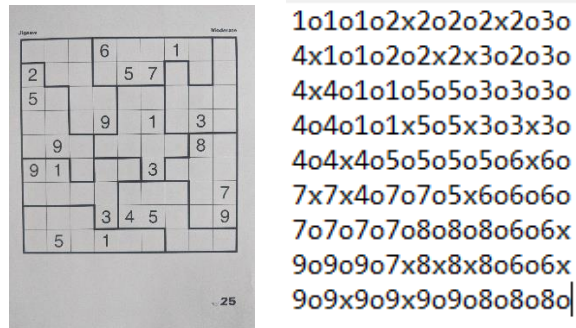 Jigsaw Moderate
6 1
2 5 7
5
9 1 3
9 8
9 1 3
7
3 4 5 9
5 1
25
1o1o1o2x2o2o2x2o3o
4x1o1o2o2x2x3o2o3o
4x4o1o1o5o5o3o3o3o
4o4o1o1x5o5x3o3x3o
4o4x4o5o5o5o5o6x6o
7x7x4o7o7o5x6o6o6o
7o7o7o7o8o8o8o6o6x
9o9o9o7x8x8x8o6o6x
9o9x9o9x9o9o8o8o8o